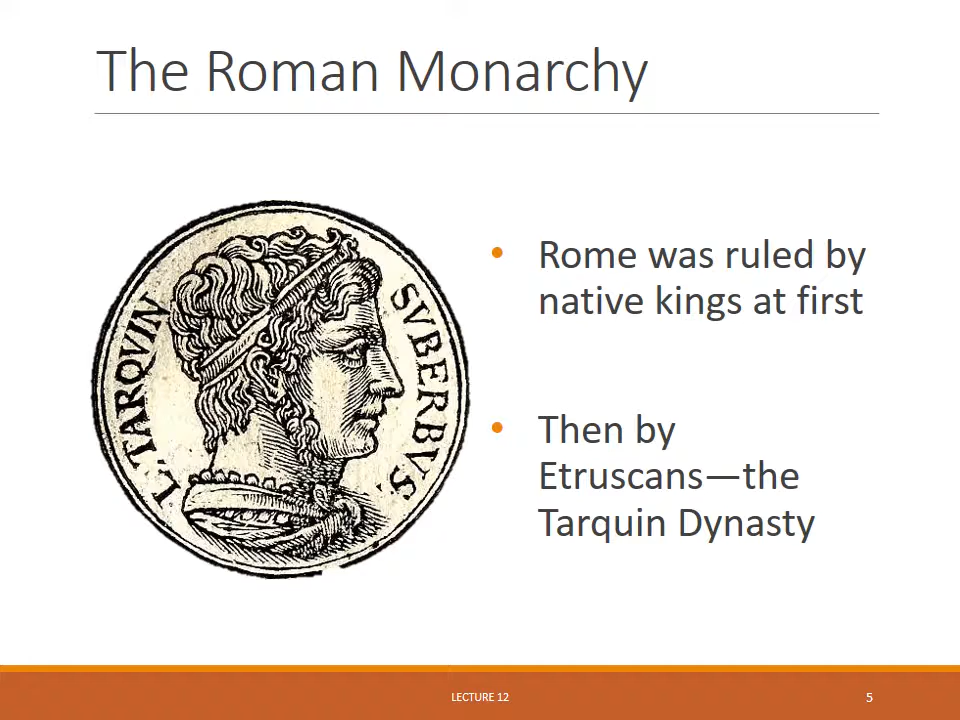 The Roman Monarchy
L. TARQVIN SVBERBVS.
• Rome was ruled by
native kings at first
• Then by
Etruscans—the
Tarquin Dynasty
LECTURE 12
5